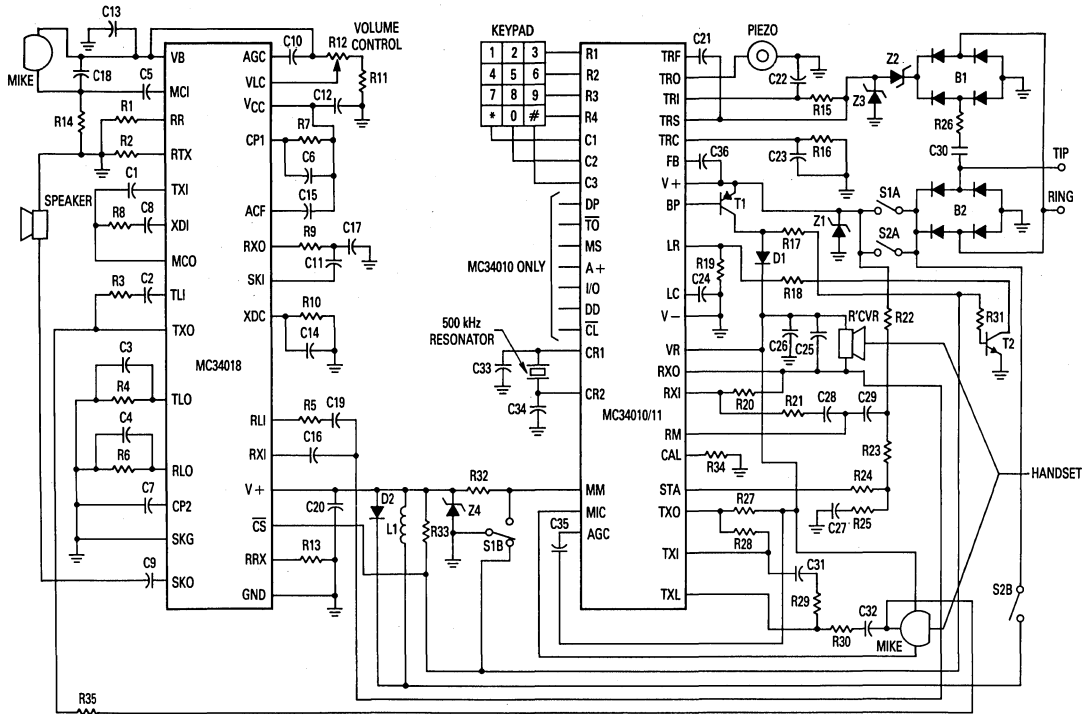 C13
MIKE
C18
C5
R14
R1
R2
SPEAKER
C1
R8
C8
R3
C2
C3
R4
C4
R6
C7
C9
R35
VB
MCI
RR
RTX
TXI
XDI
MCO
TLI
TXO
TLO
RLO
CP2
SKG
SKO
MC34018
AGC
VLC
VCC
CP1
ACF
RXO
SKI
XDC
RLI
RXI
V+
C̅S̅
RRX
GND
C10
R12
VOLUME
CONTROL
R11
C12
R7
C6
C15
R9
C17
C11
R10
C14
R5
C19
C16
C20
R13
D2
L1
R33
Z4
R32
S1B
KEYPAD
1 2 3
4 5 6
7 8 9
* 0 #
MC34010 ONLY
500 kHz
RESONATOR
C33
C34
C35
R1
R2
R3
R4
C1
C2
C3
DP
T̅O̅
MS
A+
I/O
DD
C̅L̅
CR1
CR2
MC34010/11
MM
MIC
AGC
TRF
TRO
TRI
TRS
TRC
FB
V+
BP
LR
LC
V−
VR
RXO
RXI
RM
CAL
STA
TXO
TXI
TXL
C21
PIEZO
C22
R15
Z3
Z2
B1
R26
C30
TIP
RING
C23
R16
C36
T1
Z1
S1A
S2A
B2
R17
D1
R19
C24
R18
R22
R31
T2
C26
C25
R'CVR
R20
R21
C28
C29
R23
R34
R24
C27
R25
R27
R28
C31
R29
R30
C32
MIKE
HANDSET
S2B